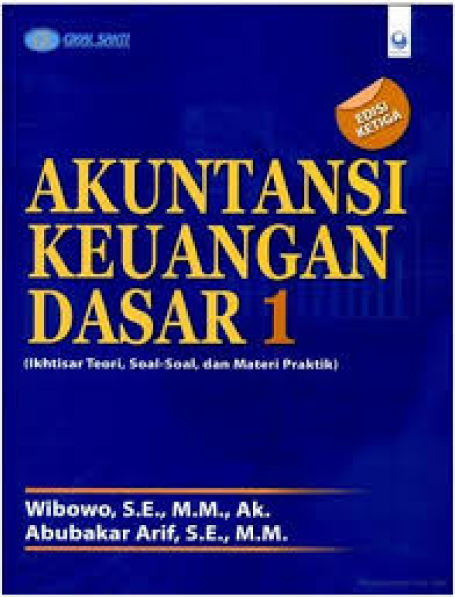 EDISI
KETIGA
AKUNTANSI
KEUANGAN
DASAR 1
(Ikhtisar Teori, Soal-Soal, dan Materi Praktik)
Wibowo, S.E., M.M., Ak.
Abubakar Arif, S.E., M.M.